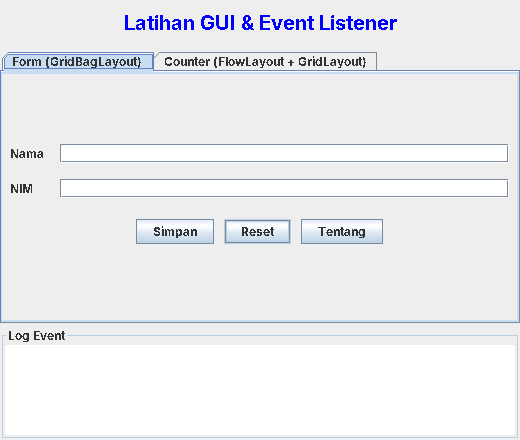 Latihan GUI & Event Listener
Form (GridBagLayout) Counter (FlowLayout + GridLayout)
Nama
NIM
Simpan Reset Tentang
Log Event